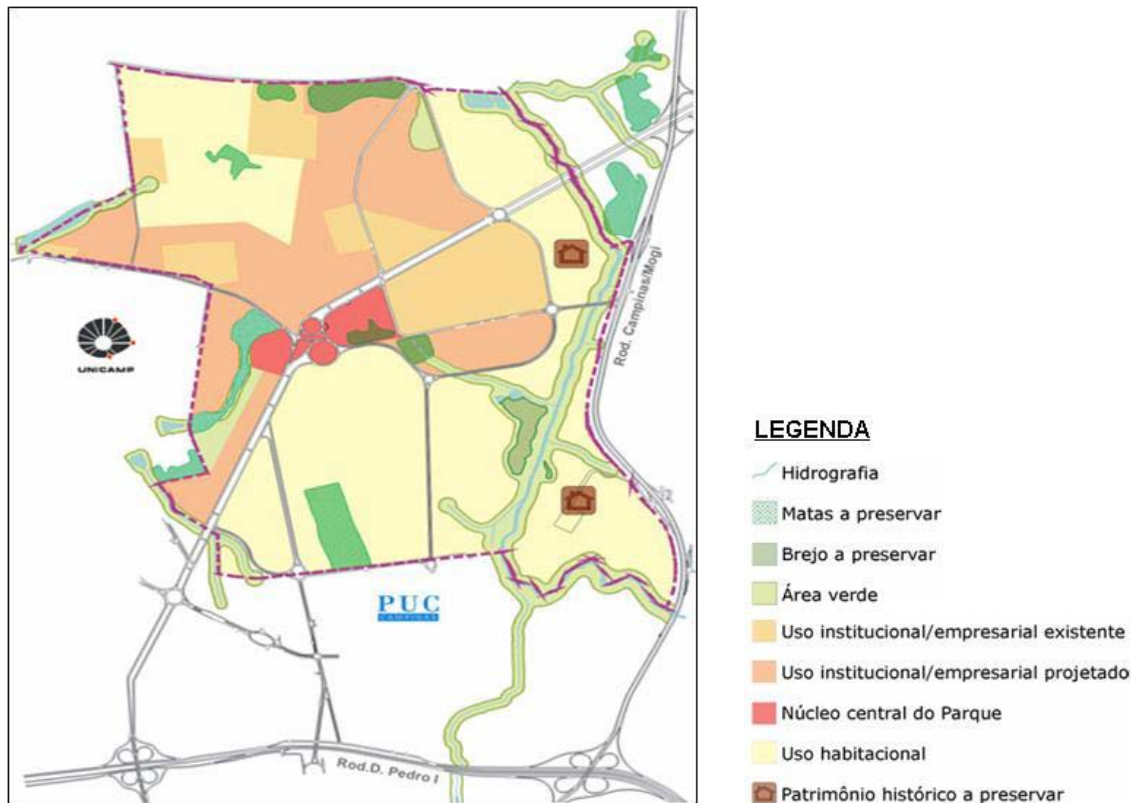 Rod. Campinas/Mogi
UNICAMP
PUC
CAMPINAS
Rod.D. Pedro I
LEGENDA
Hidrografia
Matas a preservar
Brejo a preservar
Área verde
Uso institucional/empresarial existente
Uso institucional/empresarial projetado
Núcleo central do Parque
Uso habitacional
Patrimônio histórico a preservar